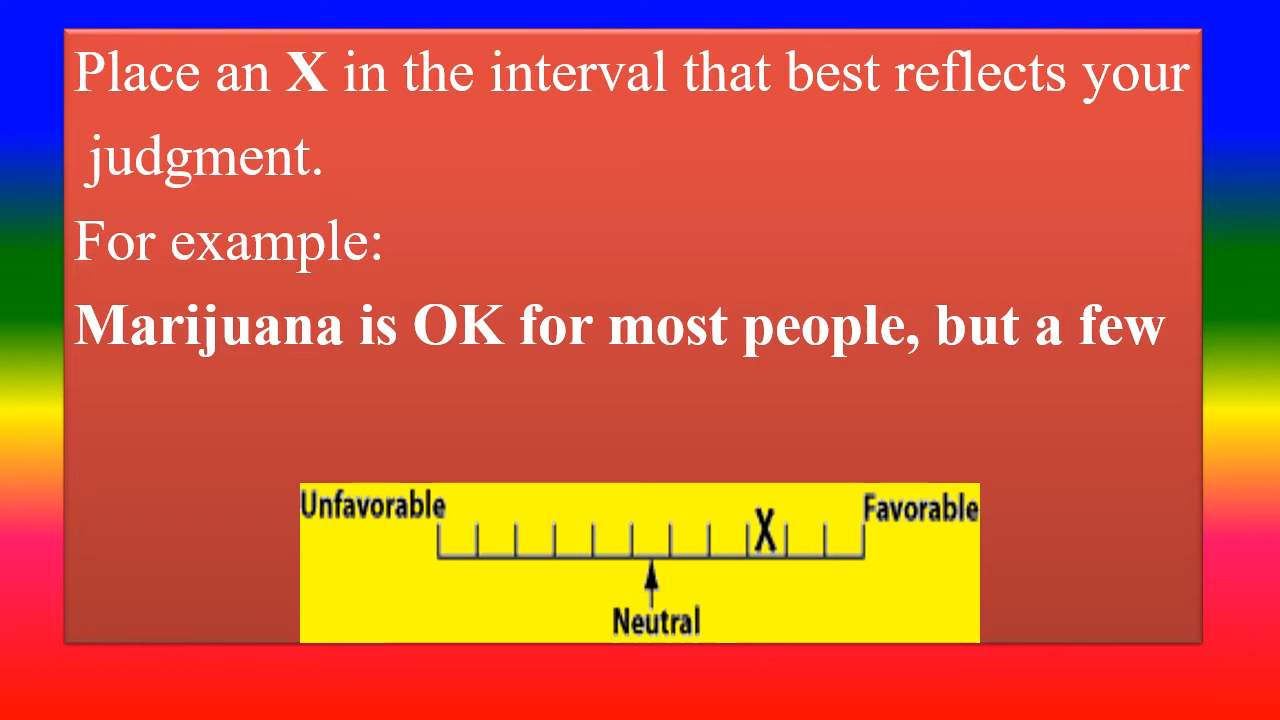 Place an X in the interval that best reflects your
judgment.
For example:
Marijuana is OK for most people, but a few
Unfavorable
Favorable
X
Neutral